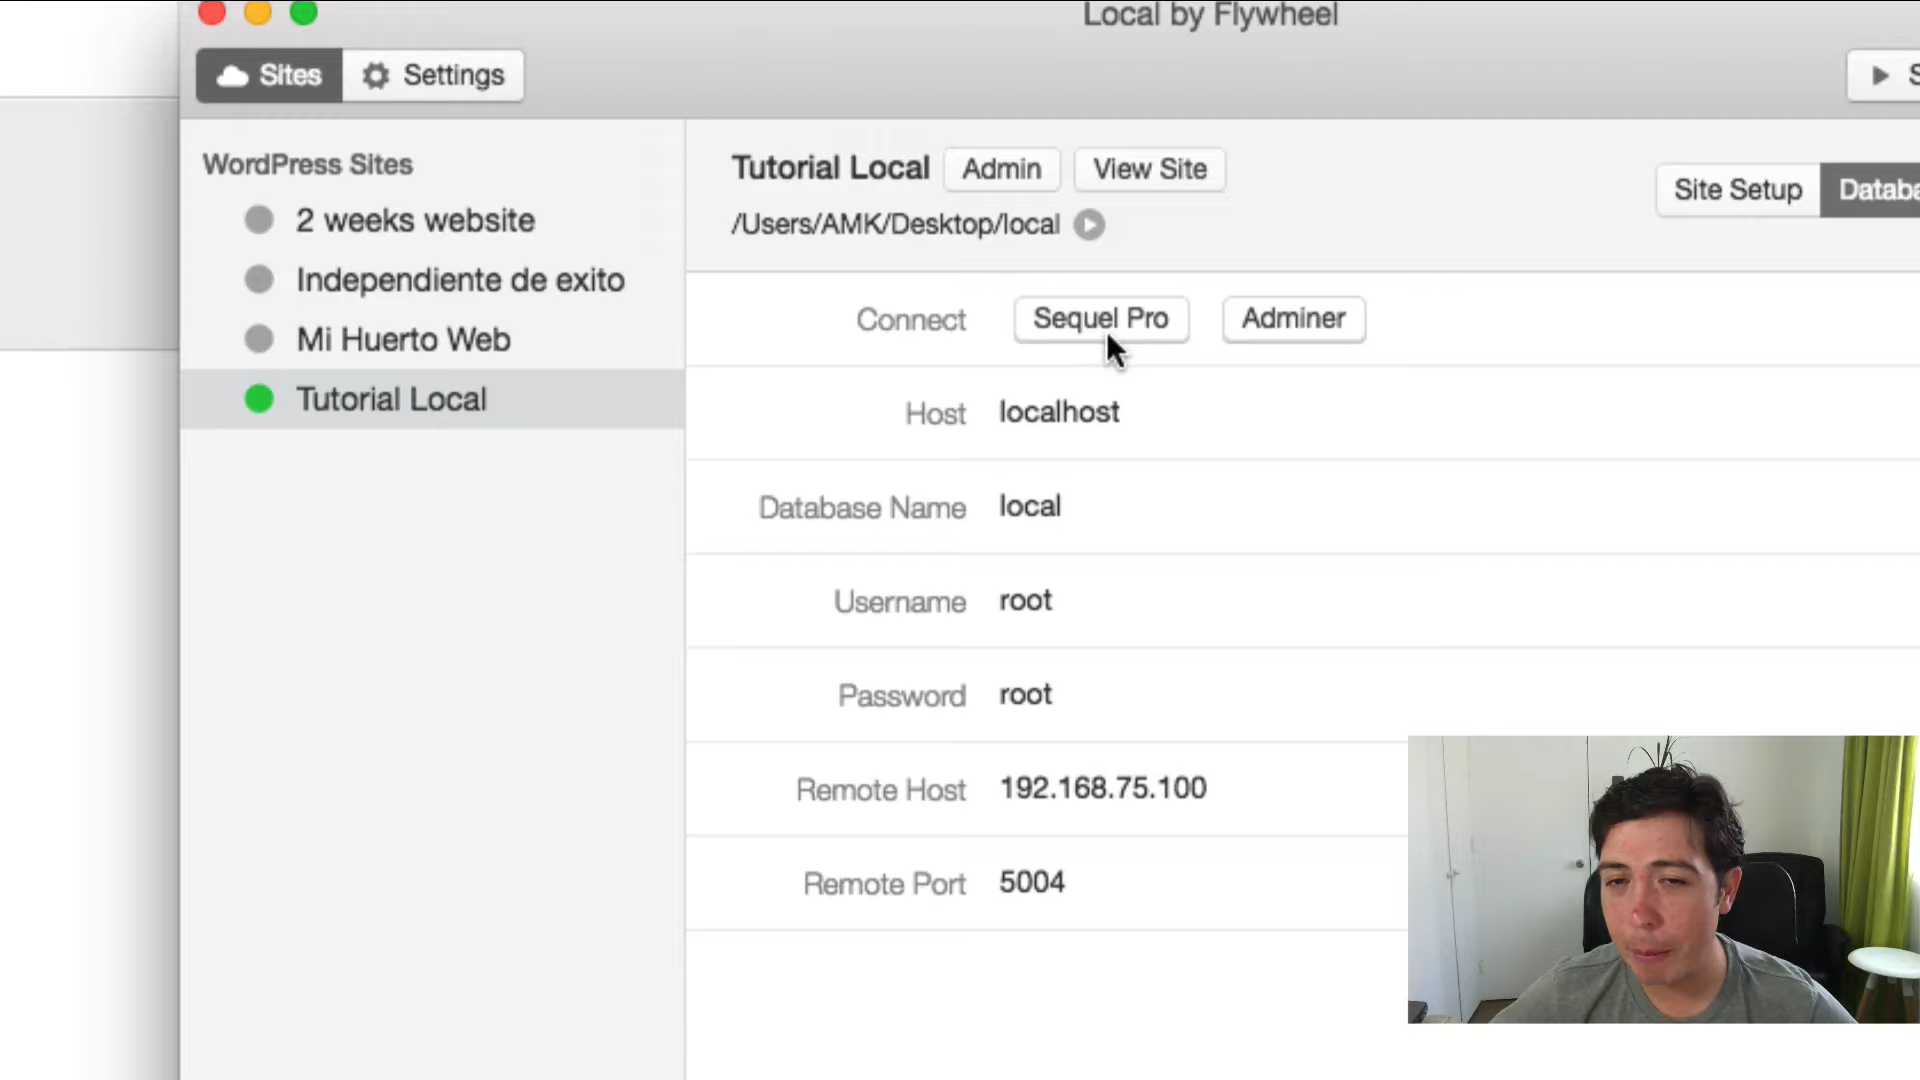 Local by Flywheel
Sites
Settings
WordPress Sites
2 weeks website
Independiente de exito
Mi Huerto Web
Tutorial Local
Tutorial Local
Admin
View Site
/Users/AMK/Desktop/local
Site Setup
Connect
Sequel Pro
Adminer
Host
localhost
Database Name
local
Username
root
Password
root
Remote Host
192.168.75.100
Remote Port
5004